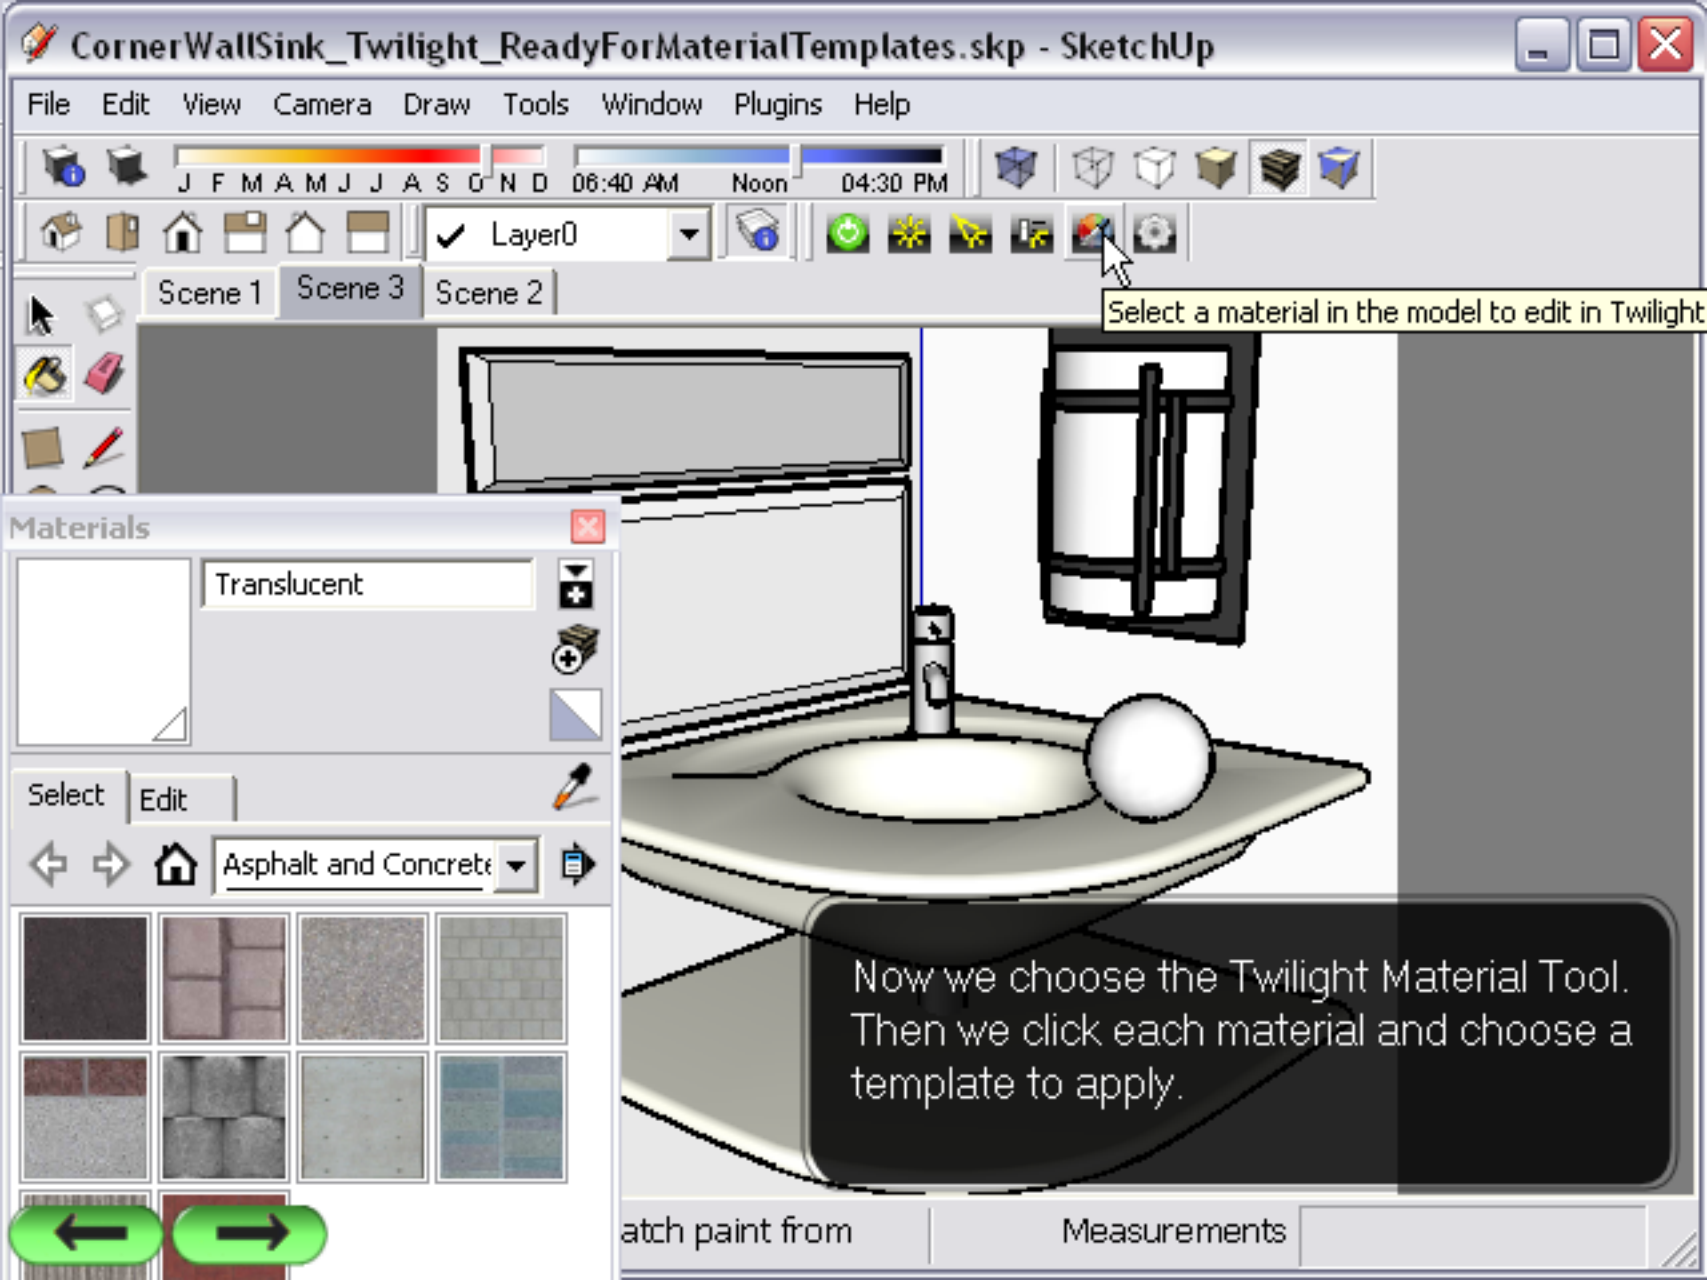 CornerWallSink_Twilight_ReadyForMaterialTemplates.skp - SketchUp
File Edit View Camera Draw Tools Window Plugins Help
J F M A M J J A S O N D 06:40 AM Noon 04:30 PM
Layer0
Scene 1 Scene 3 Scene 2
Select a material in the model to edit in Twilight
Materials
Translucent
Select Edit
Asphalt and Concrete
Now we choose the Twilight Material Tool.
Then we click each material and choose a
template to apply.
atch paint from Measurements